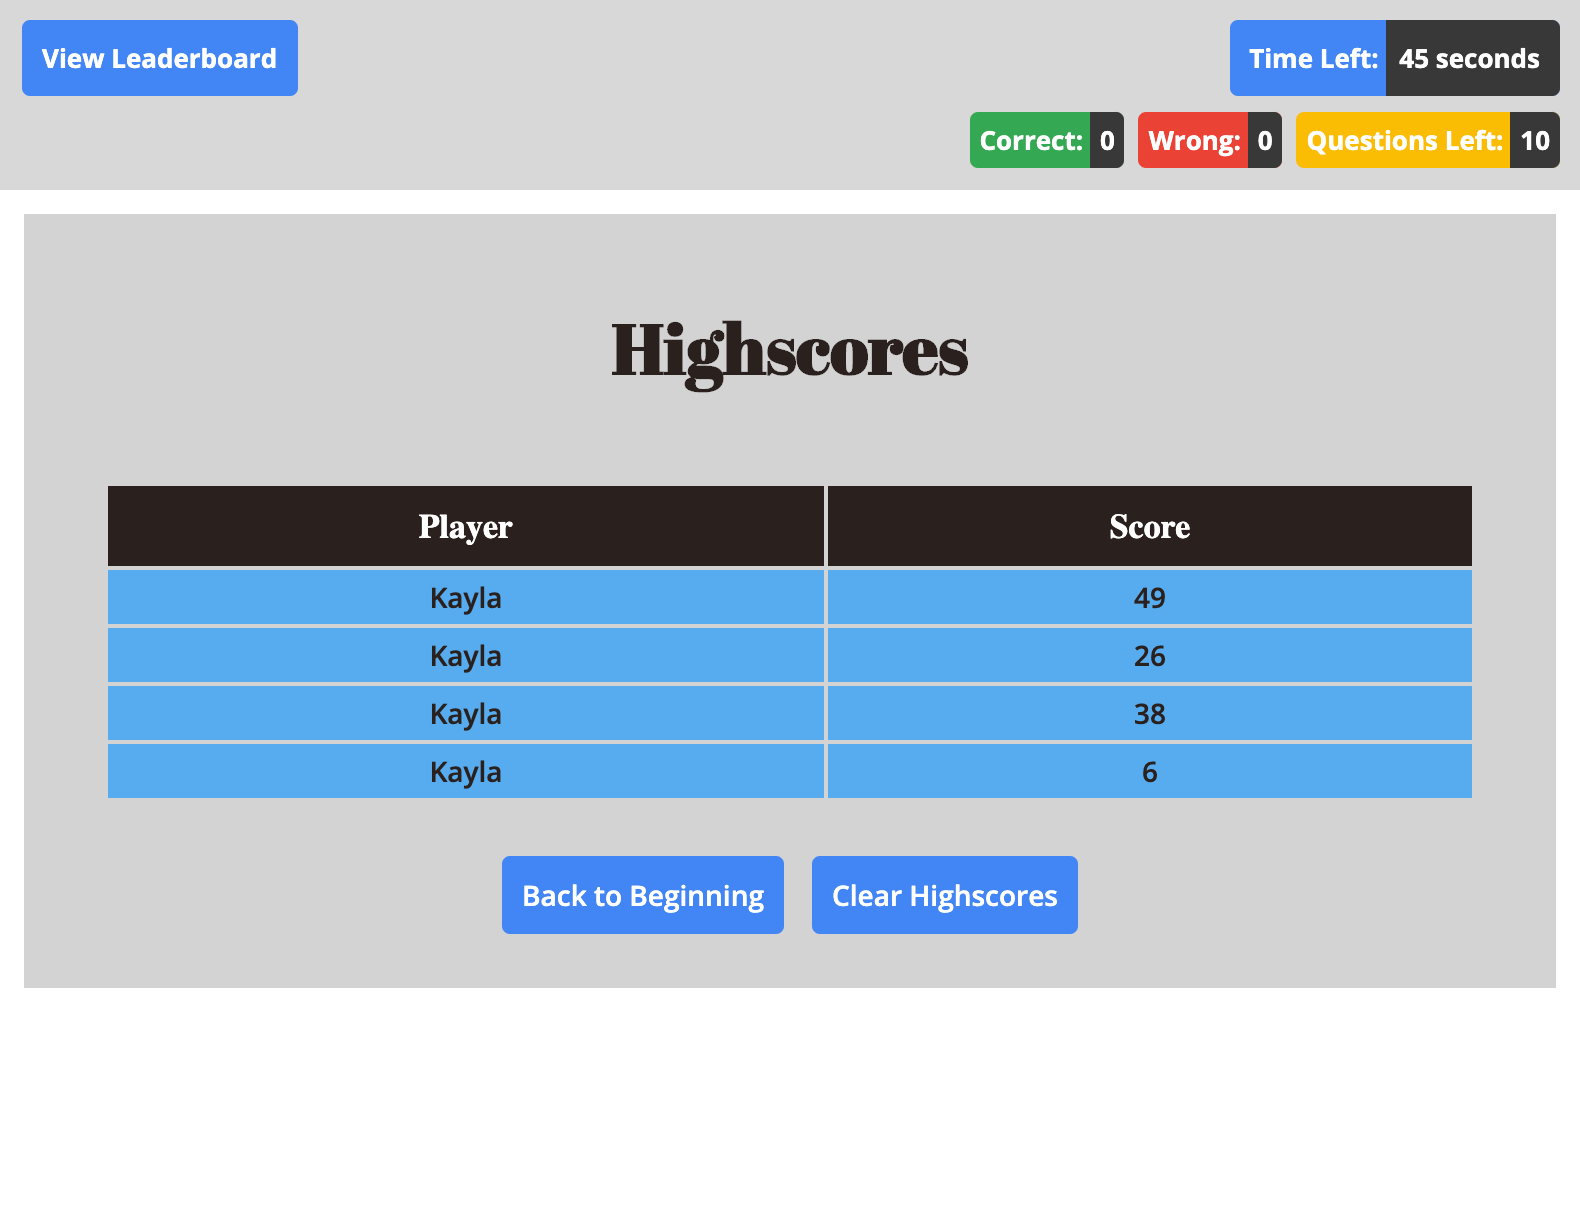 View Leaderboard
Time Left: 45 seconds
Correct: 0 Wrong: 0 Questions Left: 10
Highscores
Player Score
Kayla 49
Kayla 26
Kayla 38
Kayla 6
Back to Beginning Clear Highscores